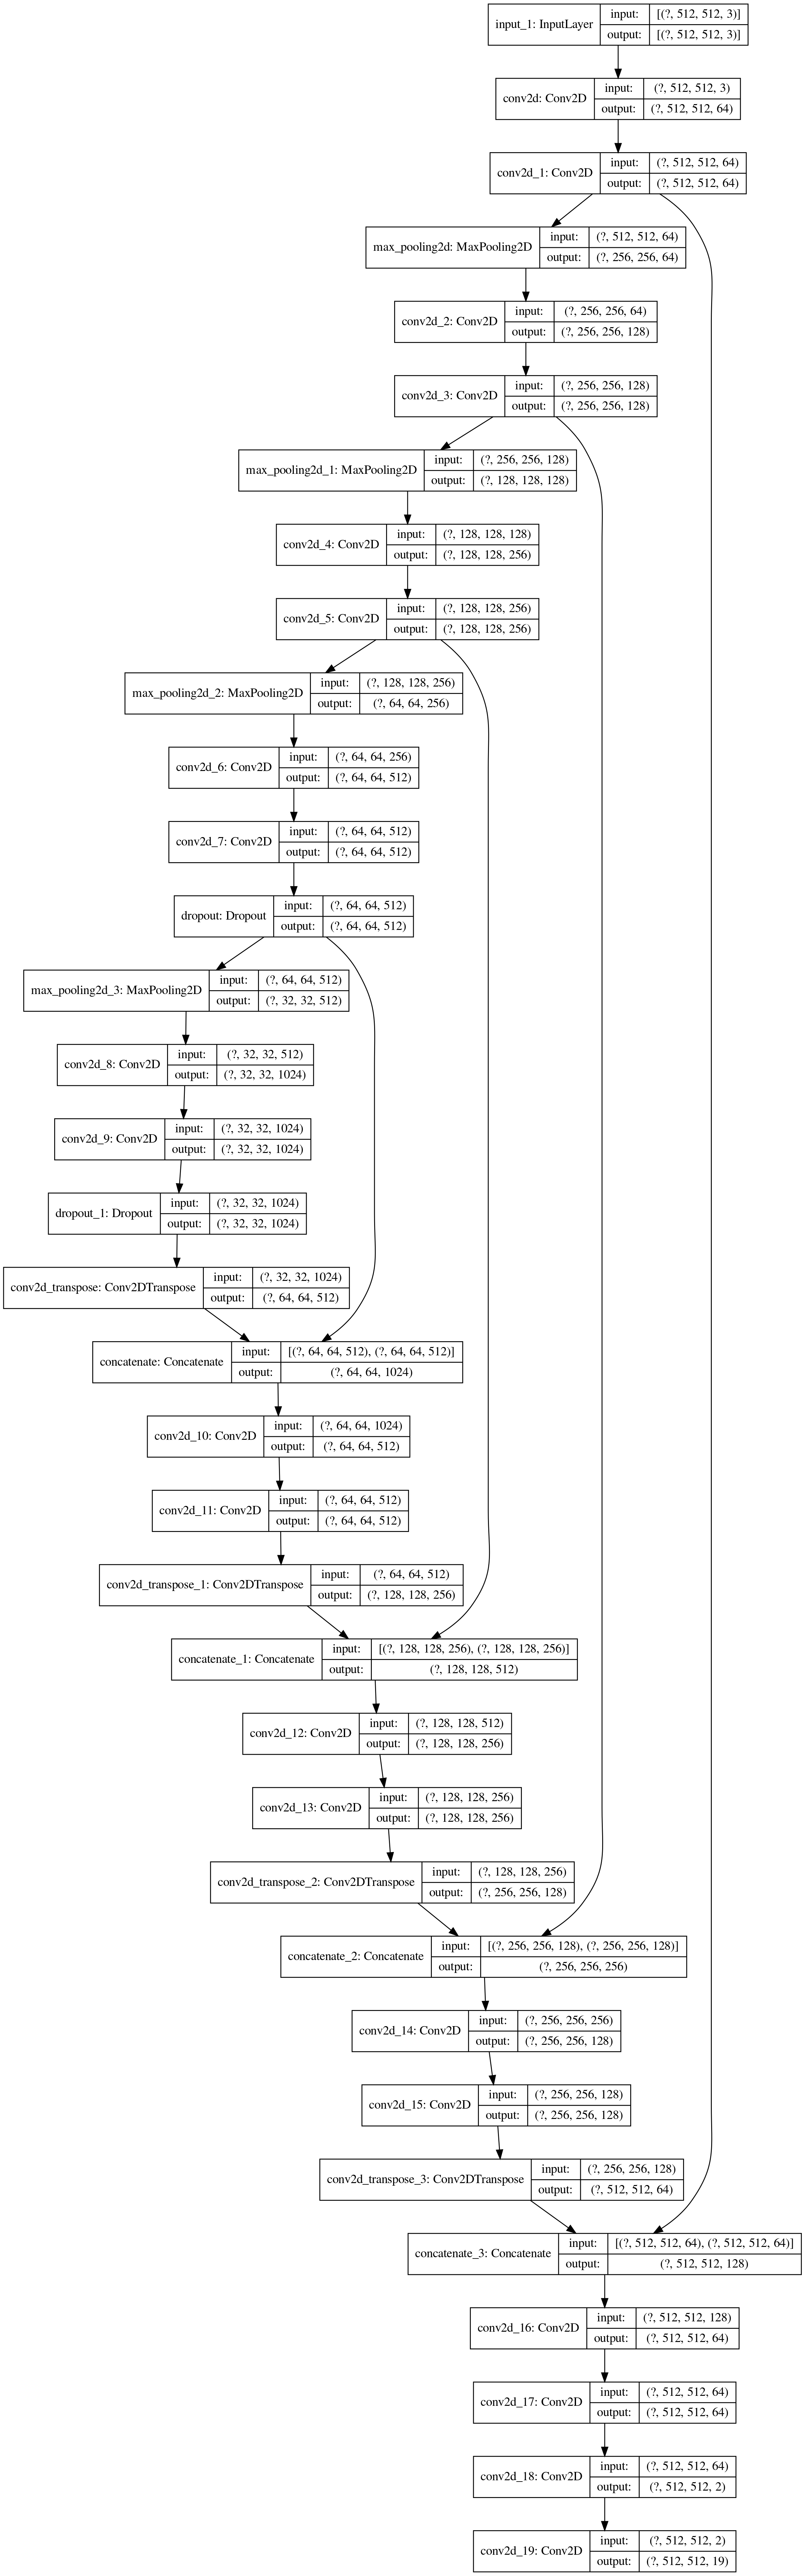 input_1: InputLayer
input: [(?, 512, 512, 3)]
output: [(?, 512, 512, 3)]
conv2d: Conv2D
input: (?, 512, 512, 3)
output: (?, 512, 512, 64)
conv2d_1: Conv2D
input: (?, 512, 512, 64)
output: (?, 512, 512, 64)
max_pooling2d: MaxPooling2D
input: (?, 512, 512, 64)
output: (?, 256, 256, 64)
conv2d_2: Conv2D
input: (?, 256, 256, 64)
output: (?, 256, 256, 128)
conv2d_3: Conv2D
input: (?, 256, 256, 128)
output: (?, 256, 256, 128)
max_pooling2d_1: MaxPooling2D
input: (?, 256, 256, 128)
output: (?, 128, 128, 128)
conv2d_4: Conv2D
input: (?, 128, 128, 128)
output: (?, 128, 128, 256)
conv2d_5: Conv2D
input: (?, 128, 128, 256)
output: (?, 128, 128, 256)
max_pooling2d_2: MaxPooling2D
input: (?, 128, 128, 256)
output: (?, 64, 64, 256)
conv2d_6: Conv2D
input: (?, 64, 64, 256)
output: (?, 64, 64, 512)
conv2d_7: Conv2D
input: (?, 64, 64, 512)
output: (?, 64, 64, 512)
dropout: Dropout
input: (?, 64, 64, 512)
output: (?, 64, 64, 512)
max_pooling2d_3: MaxPooling2D
input: (?, 64, 64, 512)
output: (?, 32, 32, 512)
conv2d_8: Conv2D
input: (?, 32, 32, 512)
output: (?, 32, 32, 1024)
conv2d_9: Conv2D
input: (?, 32, 32, 1024)
output: (?, 32, 32, 1024)
dropout_1: Dropout
input: (?, 32, 32, 1024)
output: (?, 32, 32, 1024)
conv2d_transpose: Conv2DTranspose
input: (?, 32, 32, 1024)
output: (?, 64, 64, 512)
concatenate: Concatenate
input: [(?, 64, 64, 512), (?, 64, 64, 512)]
output: (?, 64, 64, 1024)
conv2d_10: Conv2D
input: (?, 64, 64, 1024)
output: (?, 64, 64, 512)
conv2d_11: Conv2D
input: (?, 64, 64, 512)
output: (?, 64, 64, 512)
conv2d_transpose_1: Conv2DTranspose
input: (?, 64, 64, 512)
output: (?, 128, 128, 256)
concatenate_1: Concatenate
input: [(?, 128, 128, 256), (?, 128, 128, 256)]
output: (?, 128, 128, 512)
conv2d_12: Conv2D
input: (?, 128, 128, 512)
output: (?, 128, 128, 256)
conv2d_13: Conv2D
input: (?, 128, 128, 256)
output: (?, 128, 128, 256)
conv2d_transpose_2: Conv2DTranspose
input: (?, 128, 128, 256)
output: (?, 256, 256, 128)
concatenate_2: Concatenate
input: [(?, 256, 256, 128), (?, 256, 256, 128)]
output: (?, 256, 256, 256)
conv2d_14: Conv2D
input: (?, 256, 256, 256)
output: (?, 256, 256, 128)
conv2d_15: Conv2D
input: (?, 256, 256, 128)
output: (?, 256, 256, 128)
conv2d_transpose_3: Conv2DTranspose
input: (?, 256, 256, 128)
output: (?, 512, 512, 64)
concatenate_3: Concatenate
input: [(?, 512, 512, 64), (?, 512, 512, 64)]
output: (?, 512, 512, 128)
conv2d_16: Conv2D
input: (?, 512, 512, 128)
output: (?, 512, 512, 64)
conv2d_17: Conv2D
input: (?, 512, 512, 64)
output: (?, 512, 512, 64)
conv2d_18: Conv2D
input: (?, 512, 512, 64)
output: (?, 512, 512, 2)
conv2d_19: Conv2D
input: (?, 512, 512, 2)
output: (?, 512, 512, 19)